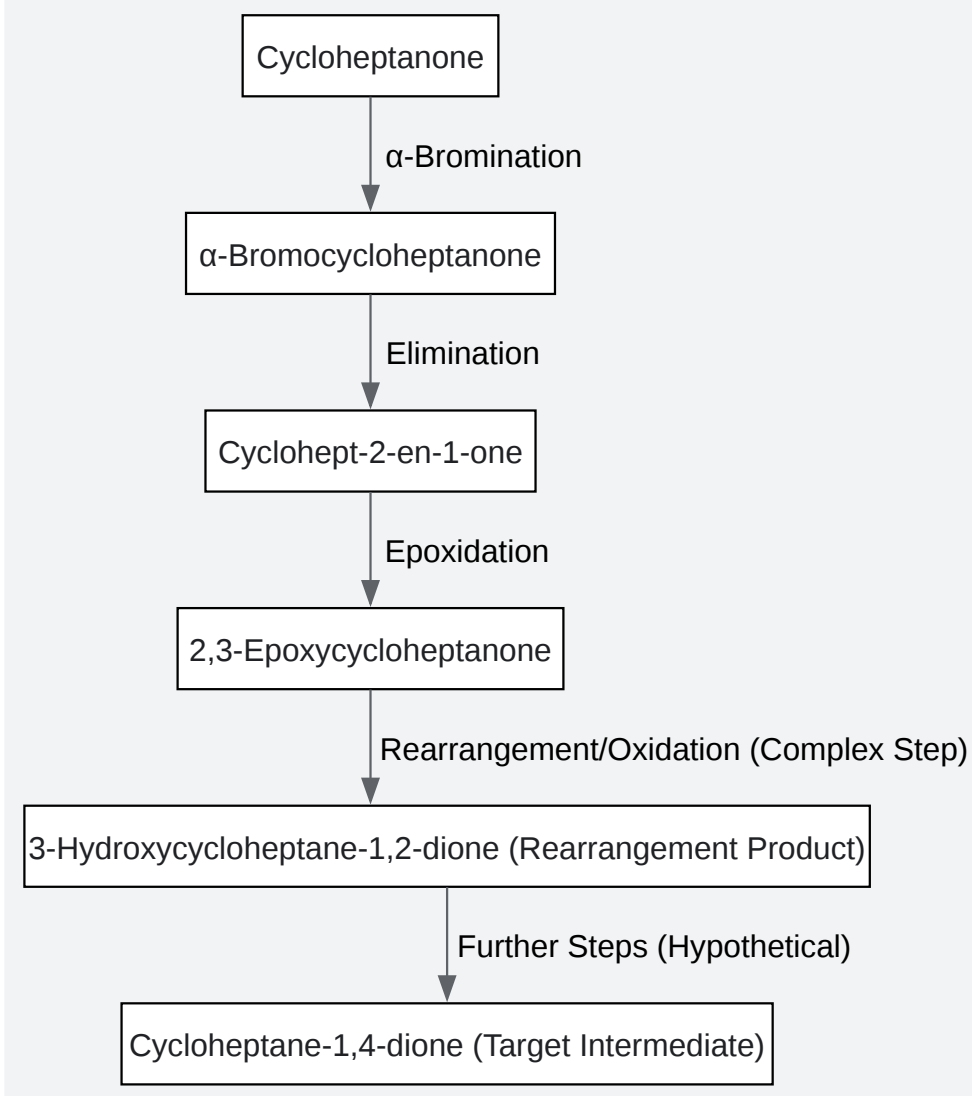 Cycloheptanone
α-Bromination
α-Bromocycloheptanone
Elimination
Cyclohept-2-en-1-one
Epoxidation
2,3-Epoxycycloheptanone
Rearrangement/Oxidation (Complex Step)
3-Hydroxycycloheptane-1,2-dione (Rearrangement Product)
Further Steps (Hypothetical)
Cycloheptane-1,4-dione (Target Intermediate)